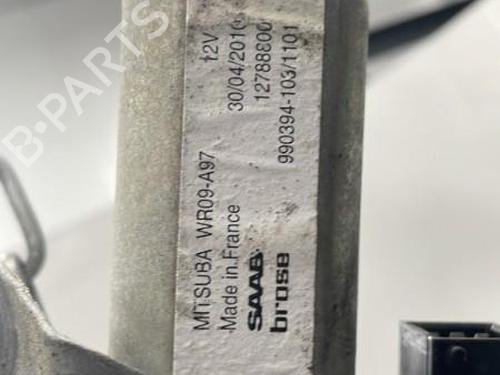 MITSUBA WR09-A97 12V
Made in France 30/04/2010
SAAB 12788800
brose 990394-103/1101
B-PARTS